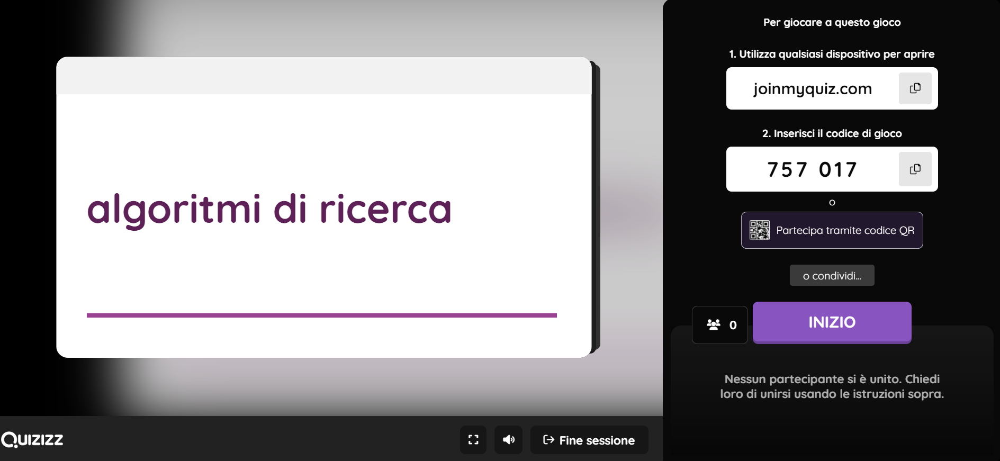 algoritmi di ricerca
QUIZIZZ
Fine sessione
Per giocare a questo gioco
1. Utilizza qualsiasi dispositivo per aprire
joinmyquiz.com
2. Inserisci il codice di gioco
757 017
o
Partecipa tramite codice QR
o condividi...
0
INIZIO
Nessun partecipante si è unito. Chiedi
loro di unirsi usando le istruzioni sopra.